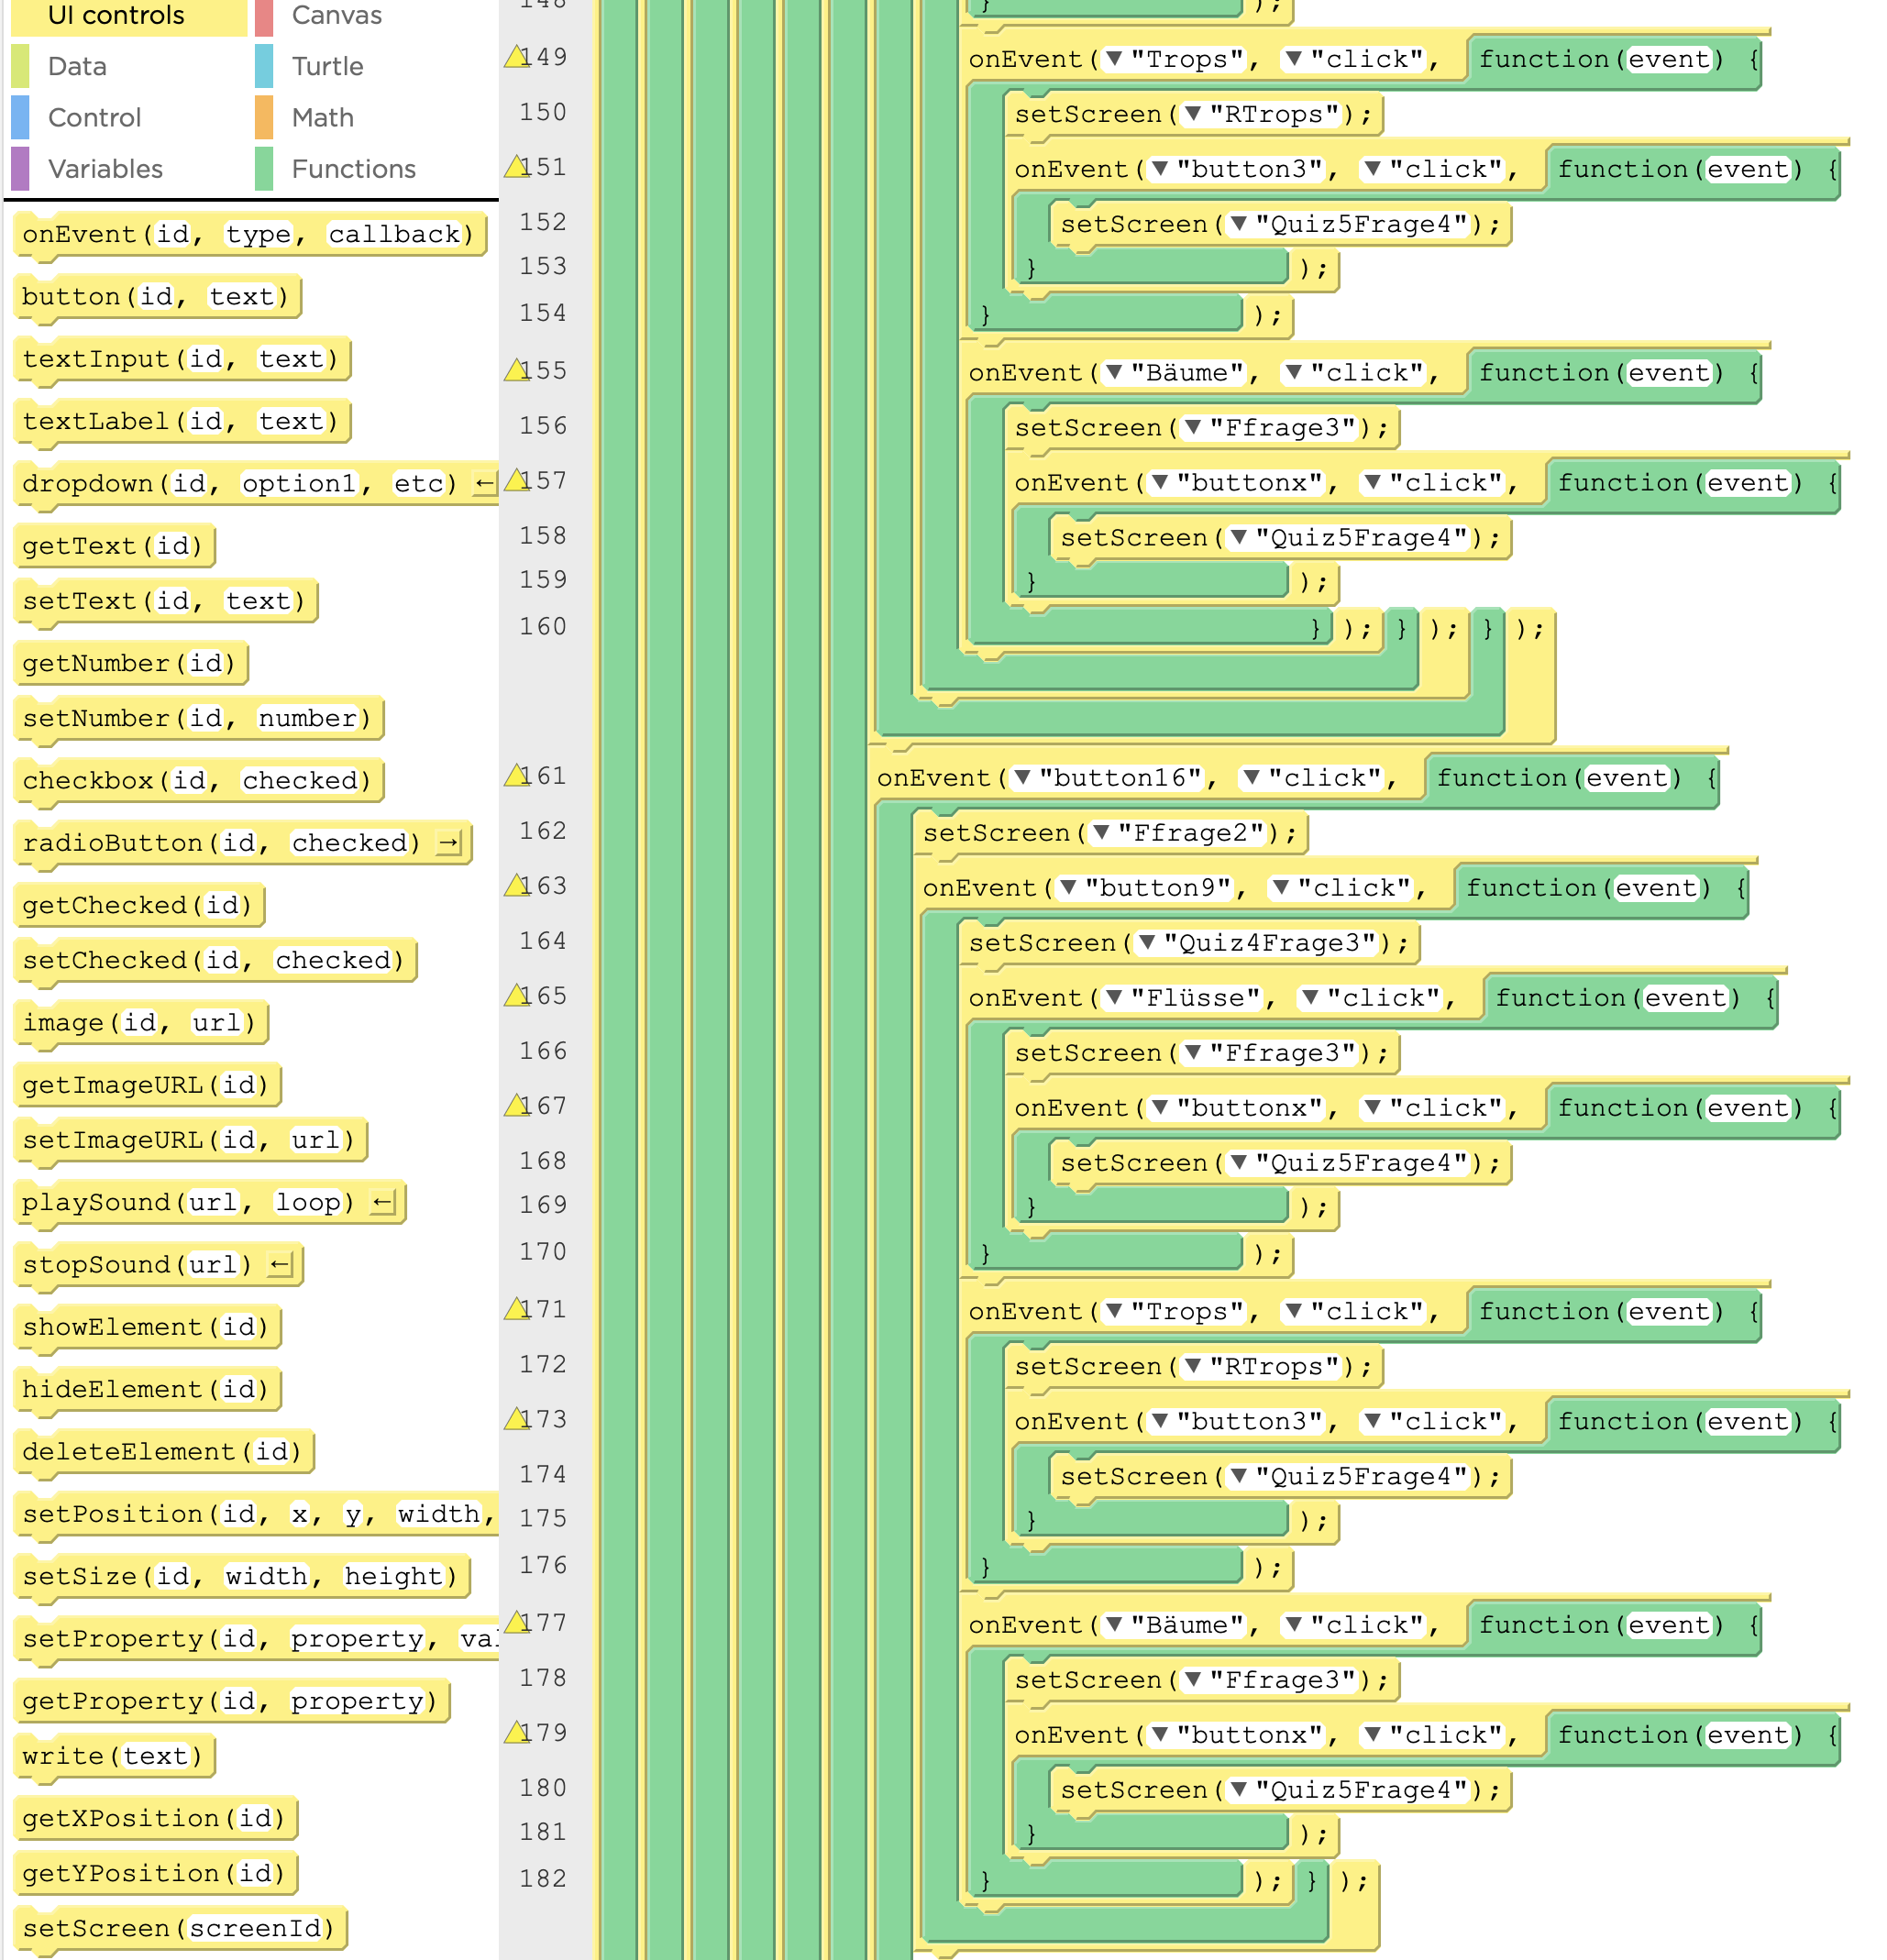 UI controls
Canvas
Data
Turtle
Control
Math
Variables
Functions
onEvent(id, type, callback)
button(id, text)
textInput(id, text)
textLabel(id, text)
dropdown(id, option1, etc) ←
getText(id)
setText(id, text)
getNumber(id)
setNumber(id, number)
checkbox(id, checked)
radioButton(id, checked) →
getChecked(id)
setChecked(id, checked)
image(id, url)
getImageURL(id)
setImageURL(id, url)
playSound(url, loop) ←
stopSound(url) ←
showElement(id)
hideElement(id)
deleteElement(id)
setPosition(id, x, y, width,
setSize(id, width, height)
setProperty(id, property,
getProperty(id, property)
write(text)
getXPosition(id)
getYPosition(id)
setScreen(screenId)
148 } );
149 onEvent(▼"Trops", ▼"click", function(event) {
150 setScreen(▼"RTrops");
151 onEvent(▼"button3", ▼"click", function(event) {
152 setScreen(▼"Quiz5Frage4");
153 } );
154 } );
155 onEvent(▼"Bäume", ▼"click", function(event) {
156 setScreen(▼"Ffrage3");
157 onEvent(▼"buttonx", ▼"click", function(event) {
158 setScreen(▼"Quiz5Frage4");
159 } );
160 } ); } ); } );
161 onEvent(▼"button16", ▼"click", function(event) {
162 setScreen(▼"Ffrage2");
163 onEvent(▼"button9", ▼"click", function(event) {
164 setScreen(▼"Quiz4Frage3");
165 onEvent(▼"Flüsse", ▼"click", function(event) {
166 setScreen(▼"Ffrage3");
167 onEvent(▼"buttonx", ▼"click", function(event) {
168 setScreen(▼"Quiz5Frage4");
169 } );
170 } );
171 onEvent(▼"Trops", ▼"click", function(event) {
172 setScreen(▼"RTrops");
173 onEvent(▼"button3", ▼"click", function(event) {
174 setScreen(▼"Quiz5Frage4");
175 } );
176 } );
177 onEvent(▼"Bäume", ▼"click", function(event) {
178 setScreen(▼"Ffrage3");
179 onEvent(▼"buttonx", ▼"click", function(event) {
180 setScreen(▼"Quiz5Frage4");
181 } );
182 } ); } );